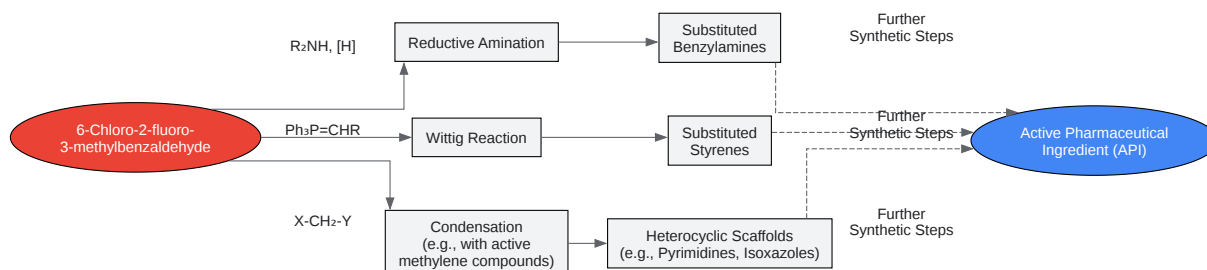 Further
Synthetic Steps
R₂NH, [H]
Reductive Amination
Substituted
Benzylamines
6-Chloro-2-fluoro-
3-methylbenzaldehyde
Ph₃P=CHR
Wittig Reaction
Substituted
Styrenes
Further
Synthetic Steps
Active Pharmaceutical
Ingredient (API)
X-CH₂-Y
Condensation
(e.g., with active
methylene compounds)
Heterocyclic Scaffolds
(e.g., Pyrimidines, Isoxazoles)
Further
Synthetic Steps